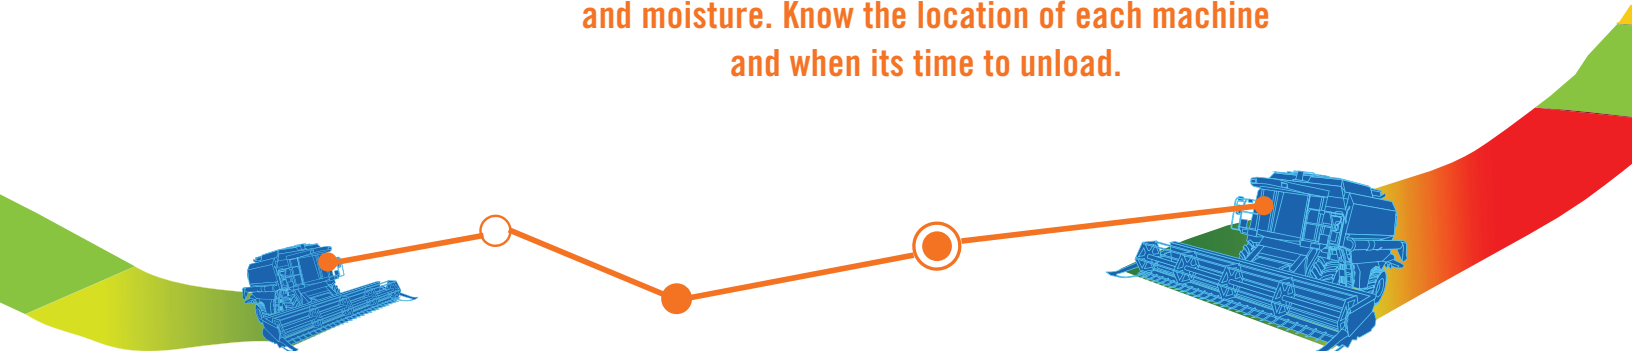 and moisture. Know the location of each machine
and when its time to unload.